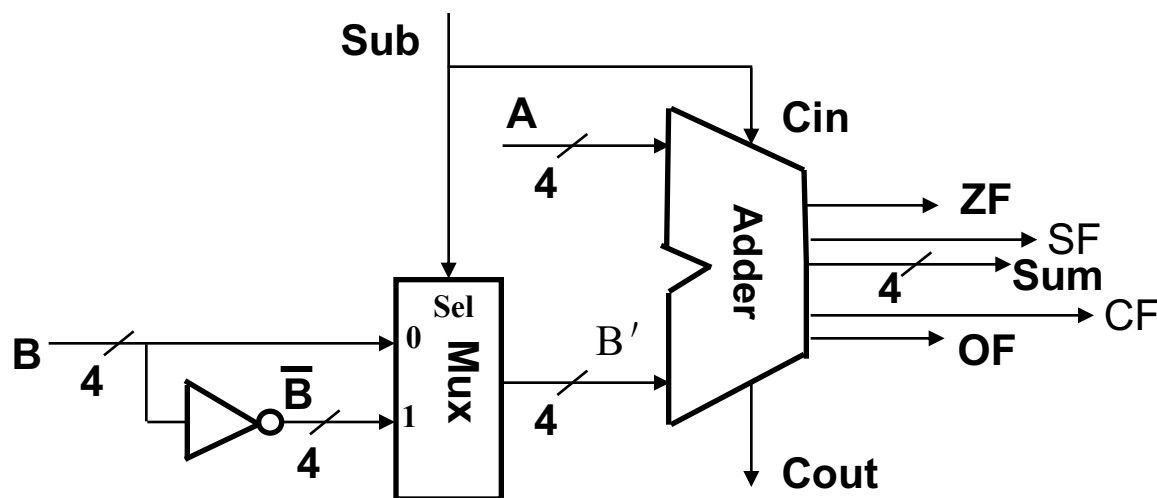 Sub
A
4
Cin
Adder
ZF
SF
4
Sum
CF
OF
Sel
0
Mux
1
B
4
B̅
4
B′
4
Cout